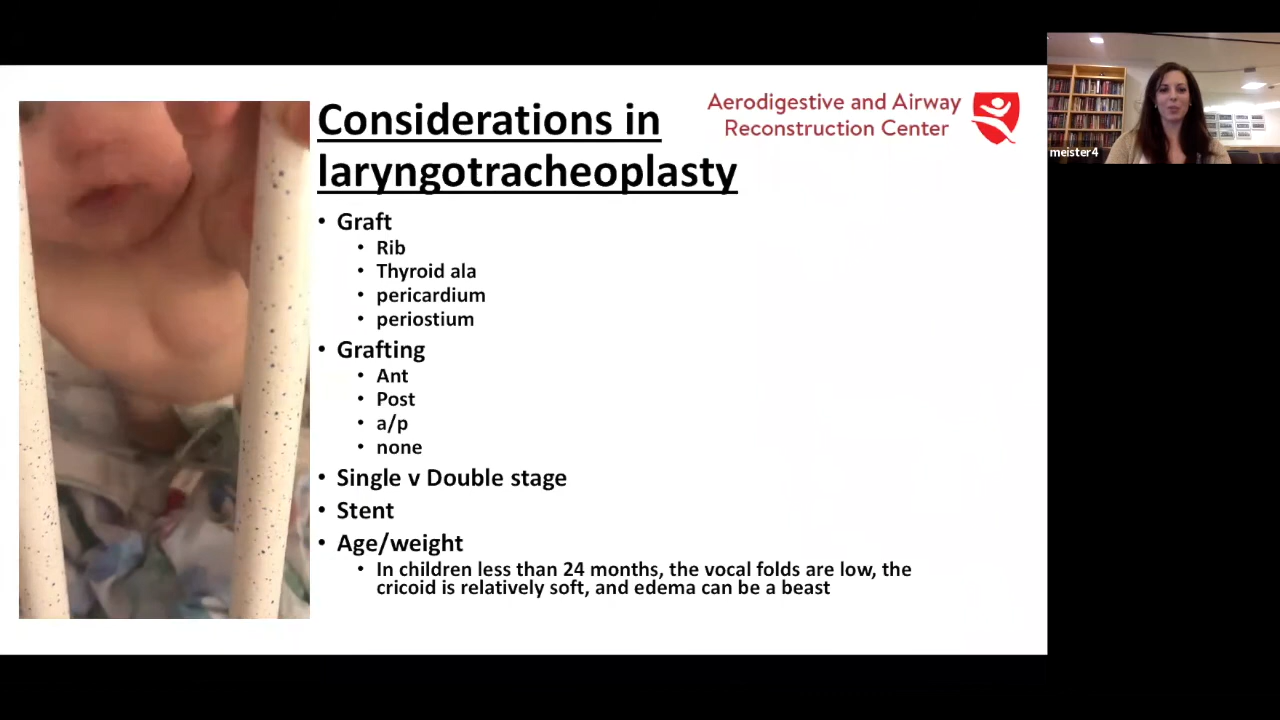 Considerations in
laryngotracheoplasty
Aerodigestive and Airway
Reconstruction Center
meister4
• Graft
• Rib
• Thyroid ala
• pericardium
• periostium
• Grafting
• Ant
• Post
• a/p
• none
• Single v Double stage
• Stent
• Age/weight
• In children less than 24 months, the vocal folds are low, the
cricoid is relatively soft, and edema can be a beast